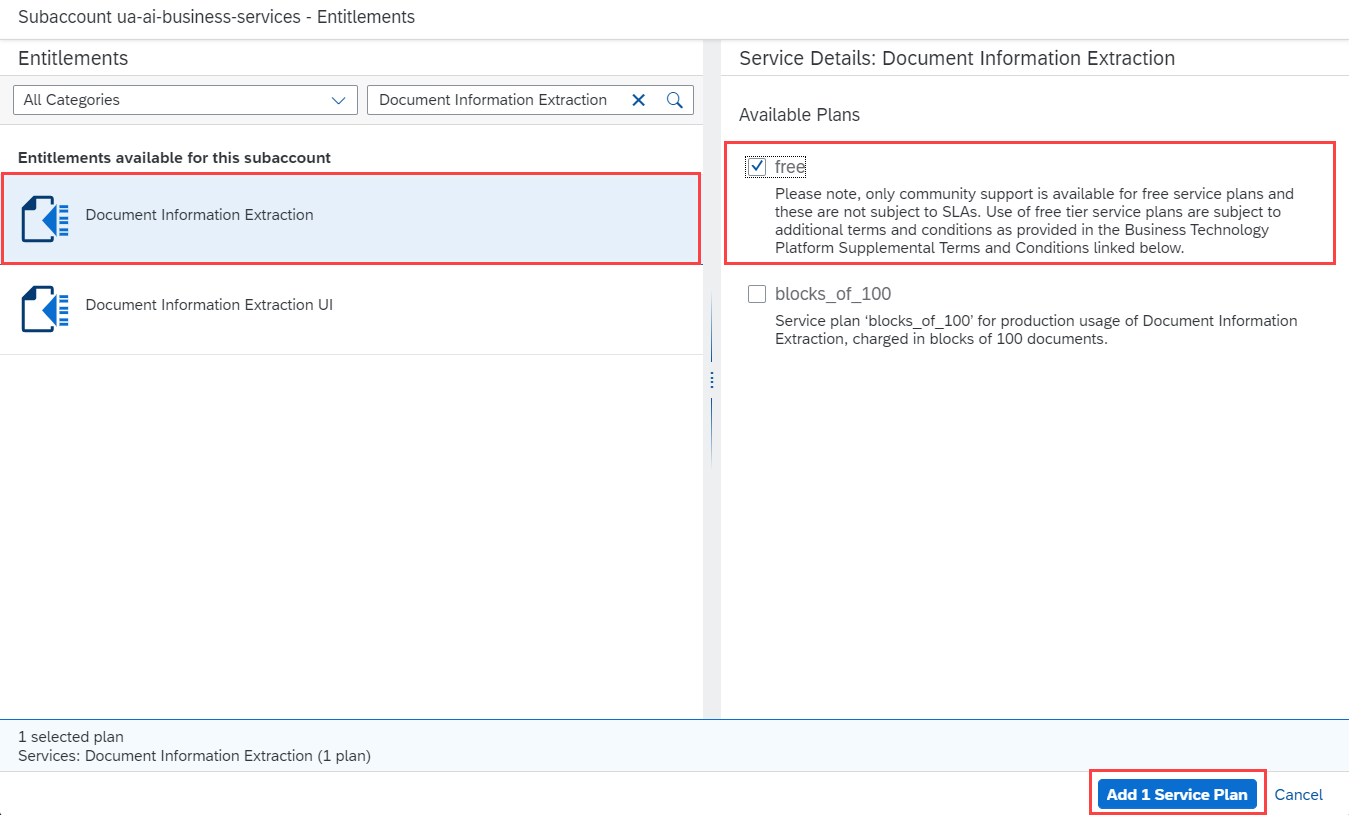 Subaccount ua-ai-business-services - Entitlements
Entitlements
All Categories
Document Information Extraction
Entitlements available for this subaccount
Document Information Extraction
Document Information Extraction UI
Service Details: Document Information Extraction
Available Plans
free
Please note, only community support is available for free service plans and
these are not subject to SLAs. Use of free tier service plans are subject to
additional terms and conditions as provided in the Business Technology
Platform Supplemental Terms and Conditions linked below.
blocks_of_100
Service plan ‘blocks_of_100’ for production usage of Document Information
Extraction, charged in blocks of 100 documents.
1 selected plan
Services: Document Information Extraction (1 plan)
Add 1 Service Plan
Cancel